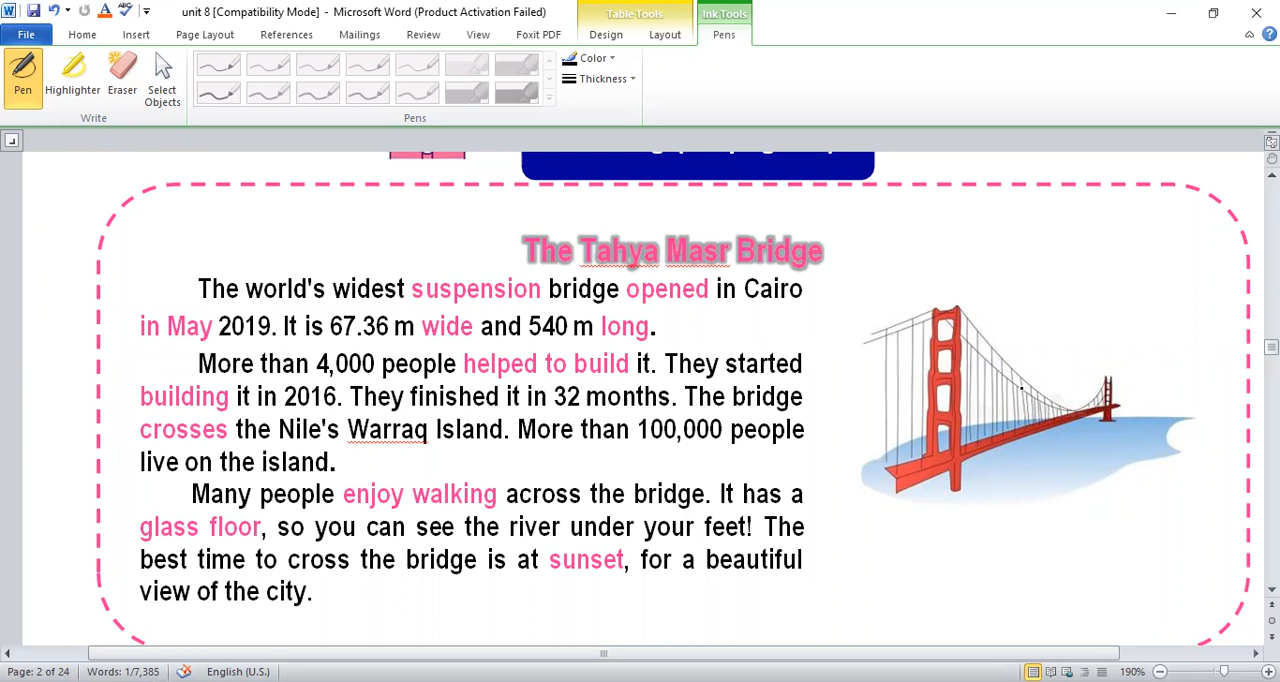 unit 8 [Compatibility Mode] - Microsoft Word (Product Activation Failed)
Table Tools
Ink Tools
File Home Insert Page Layout References Mailings Review View Foxit PDF Design Layout Pens
Color
Thickness
Pen Highlighter Eraser Select Objects
Write Pens
The Tahya Masr Bridge
The world's widest suspension bridge opened in Cairo
in May 2019. It is 67.36 m wide and 540 m long.
More than 4,000 people helped to build it. They started
building it in 2016. They finished it in 32 months. The bridge
crosses the Nile's Warraq Island. More than 100,000 people
live on the island.
Many people enjoy walking across the bridge. It has a
glass floor, so you can see the river under your feet! The
best time to cross the bridge is at sunset, for a beautiful
view of the city.
Page: 2 of 24 Words: 1/7,385 English (U.S.) 190%